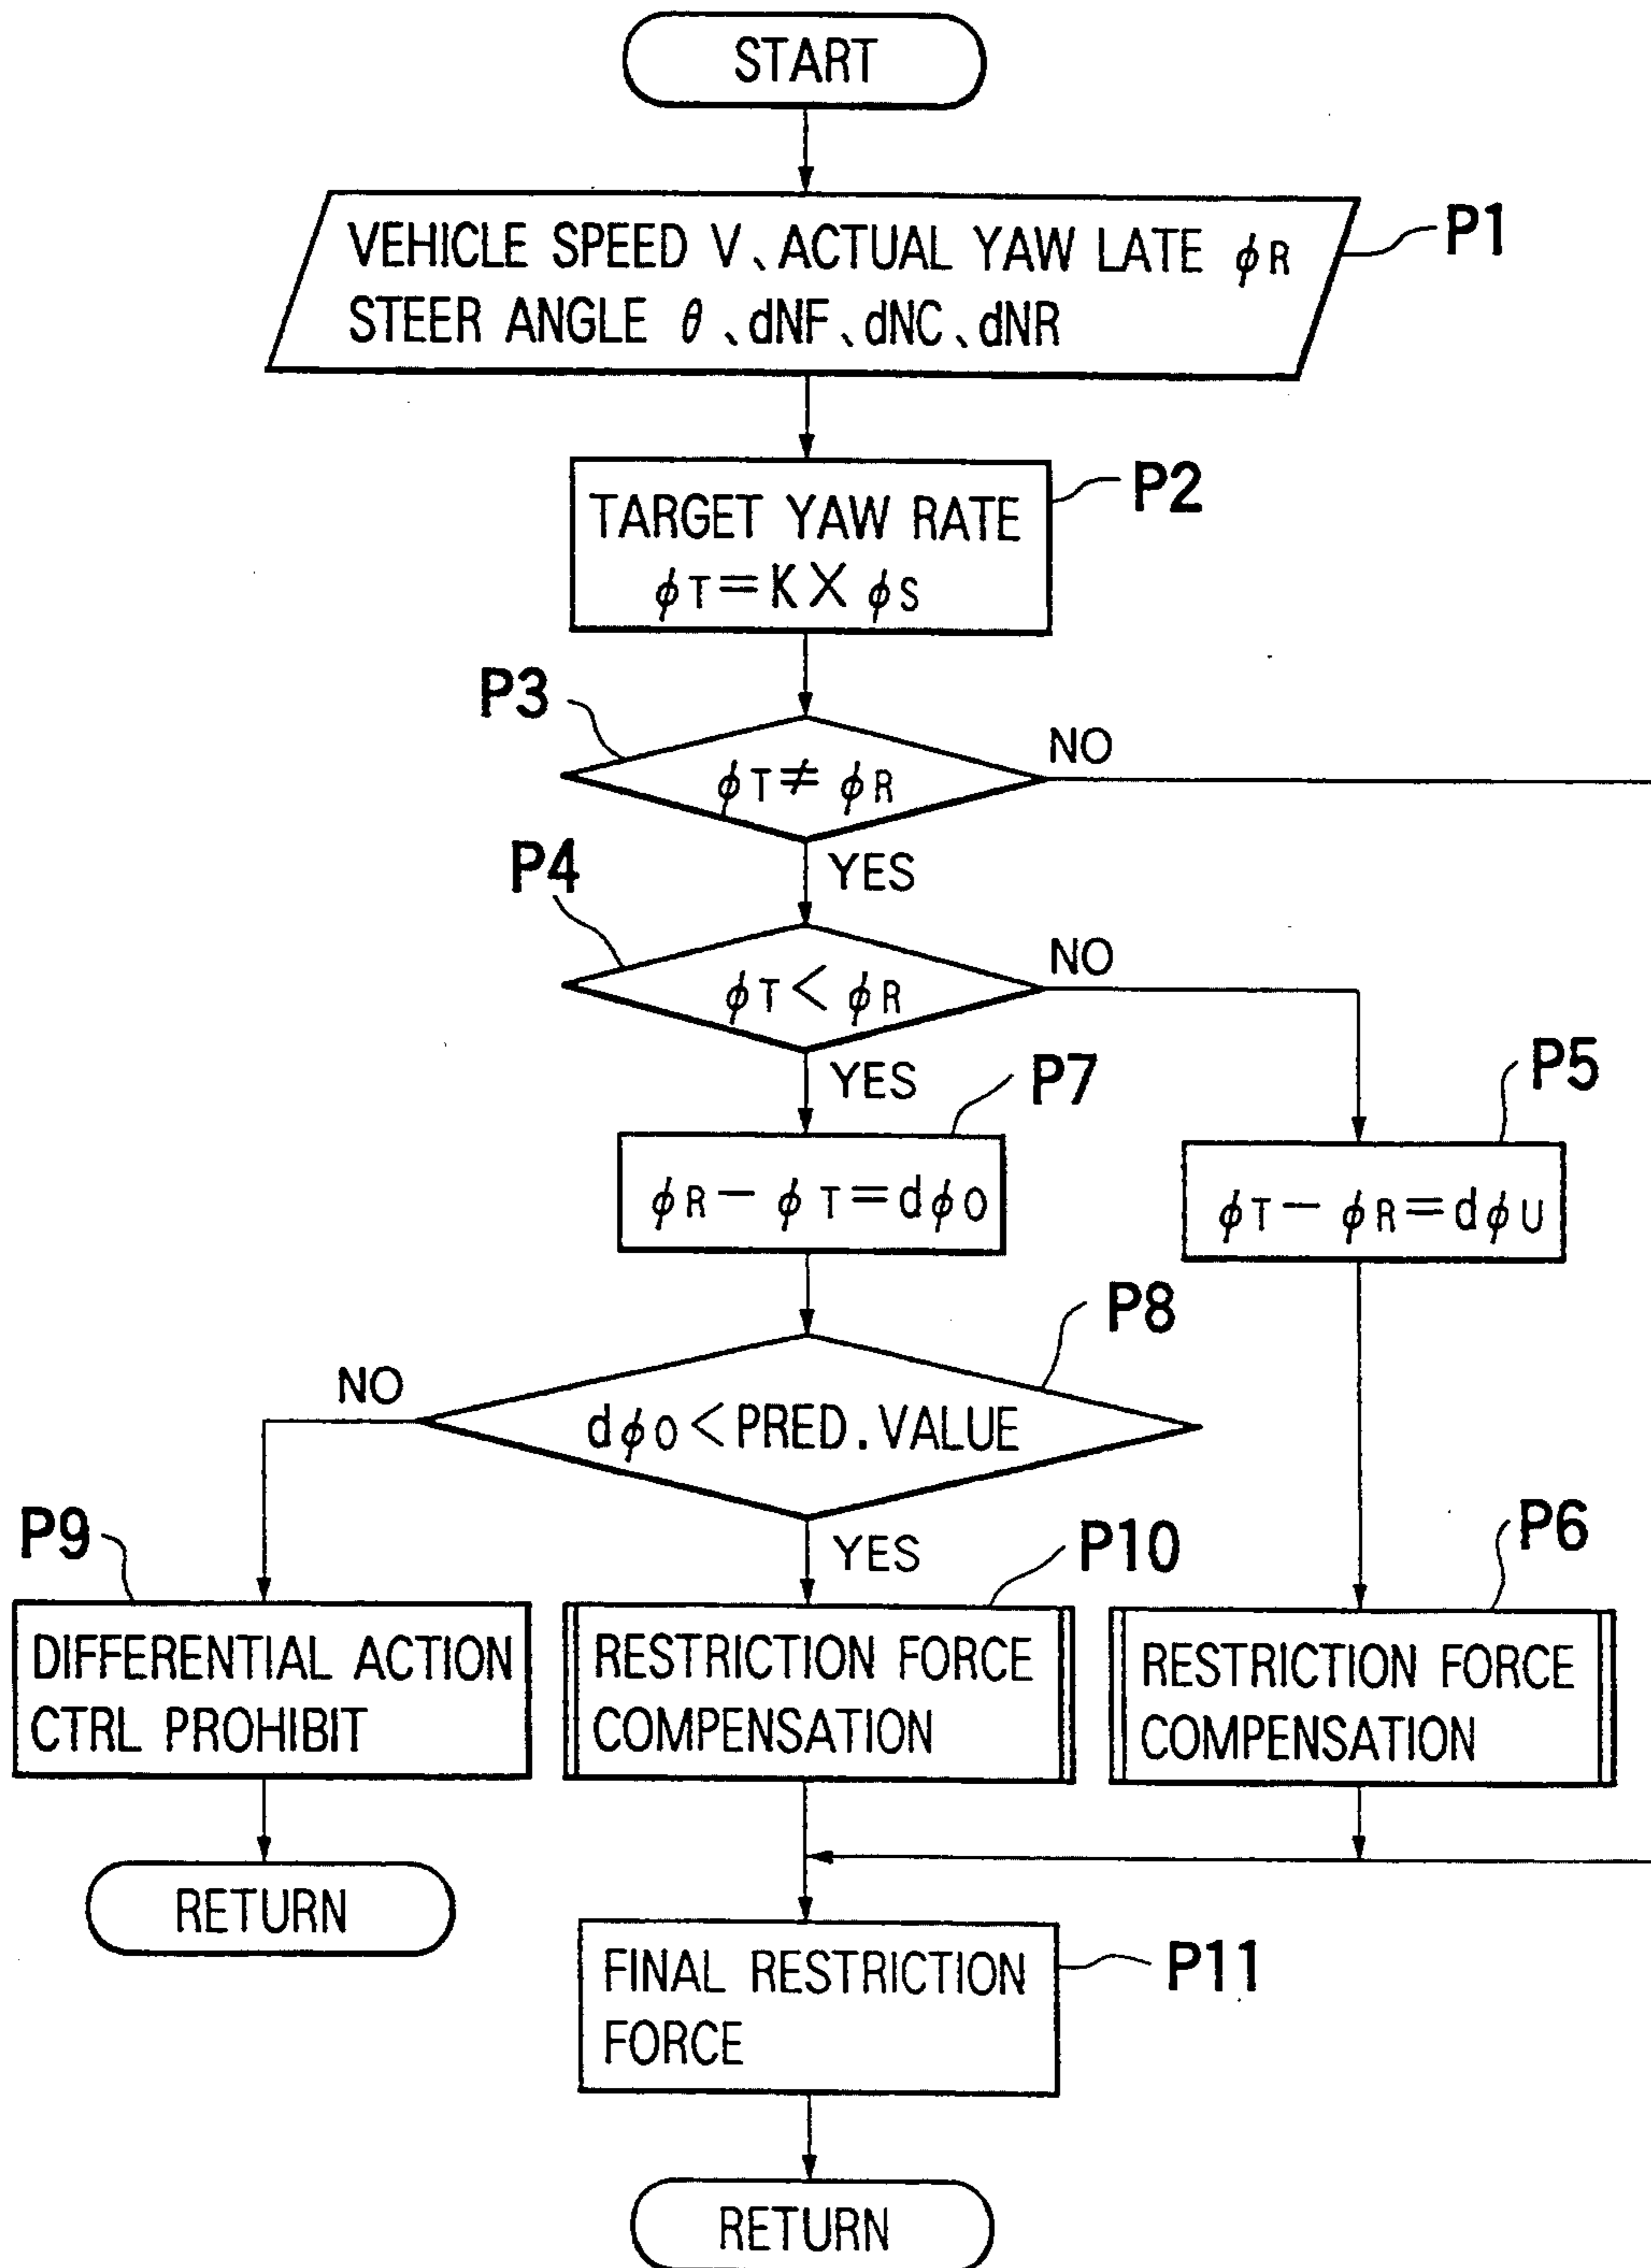 START
VEHICLE SPEED V、ACTUAL YAW LATE φR
STEER ANGLE θ、dNF、dNC、dNR
P1
TARGET YAW RATE
φT=K×φS
P2
P3
φT≠φR
NO
YES
P4
φT<φR
NO
YES
P7
φR-φT=dφO
P5
φT-φR=dφU
P8
dφO<PRED.VALUE
NO
YES
P9
DIFFERENTIAL ACTION
CTRL PROHIBIT
P10
RESTRICTION FORCE
COMPENSATION
P6
RESTRICTION FORCE
COMPENSATION
RETURN
FINAL RESTRICTION
FORCE
P11
RETURN